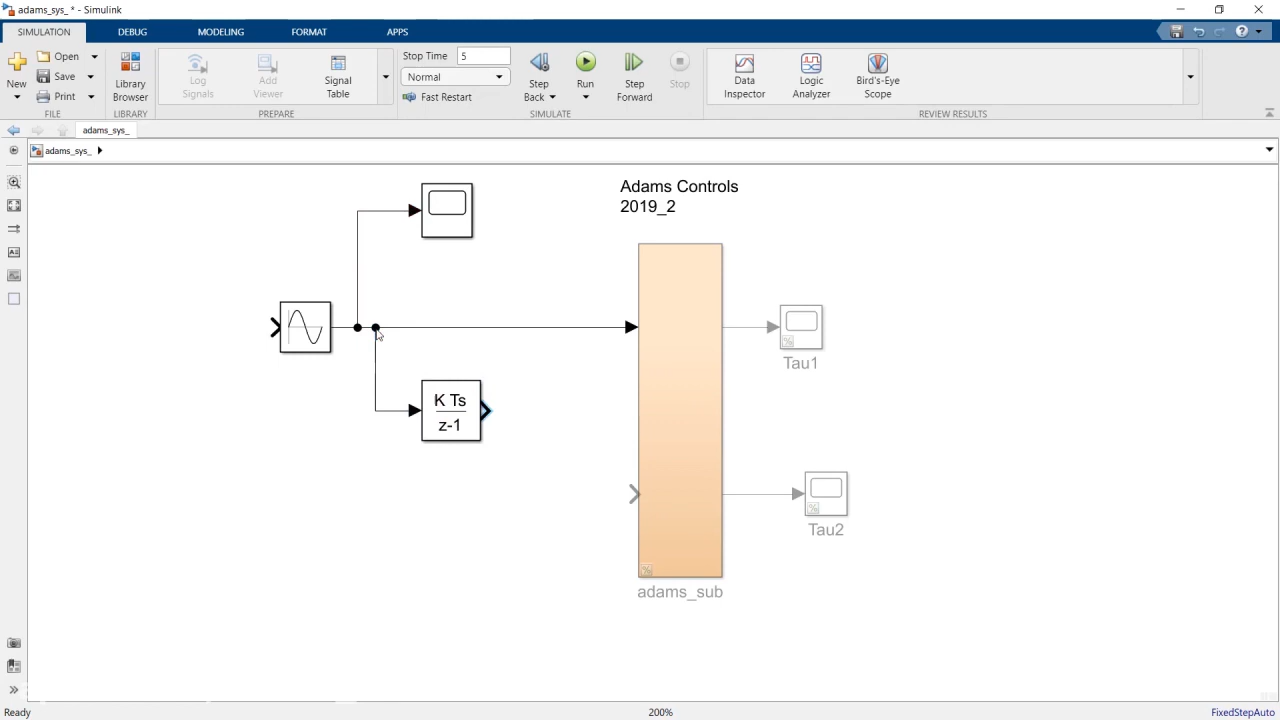 adams_sys_ * - Simulink
SIMULATION DEBUG MODELING FORMAT APPS
New
Open
Save
Print
FILE
Library Browser
LIBRARY
Log Signals
Add Viewer
Signal Table
PREPARE
Stop Time 5
Normal
Fast Restart
Step Back
Run
Step Forward
Stop
SIMULATE
Data Inspector
Logic Analyzer
Bird's-Eye Scope
REVIEW RESULTS
adams_sys_
adams_sys_
Adams Controls
2019_2
K Ts
z-1
Tau1
Tau2
adams_sub
Ready 200% FixedStepAuto